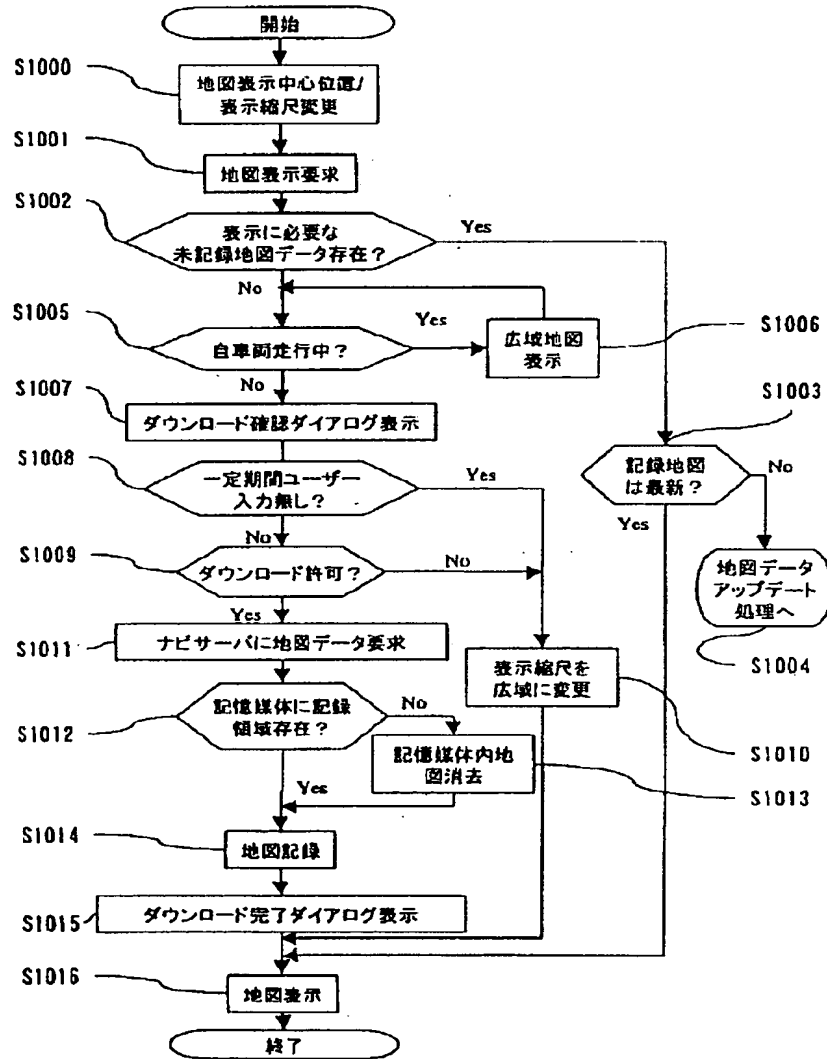 開始
S1000
地図表示中心位置/
表示縮尺変更
S1001
地図表示要求
S1002
表示に必要な
未記録地図データ存在?
Yes
No
S1005
自車両走行中?
Yes
広域地図
表示
S1006
No
S1007
ダウンロード確認ダイアログ表示
S1003
記録地図
は最新?
No
Yes
S1008
一定期間ユーザー
入力無し?
Yes
No
S1009
ダウンロード許可?
No
Yes
地図データ
アップデート
処理へ
S1004
S1011
ナビサーバに地図データ要求
表示縮尺を
広域に変更
S1010
S1012
記憶媒体に記録
領域存在?
No
Yes
記憶媒体内地
図消去
S1013
S1014
地図記録
S1015
ダウンロード完了ダイアログ表示
S1016
地図表示
終了